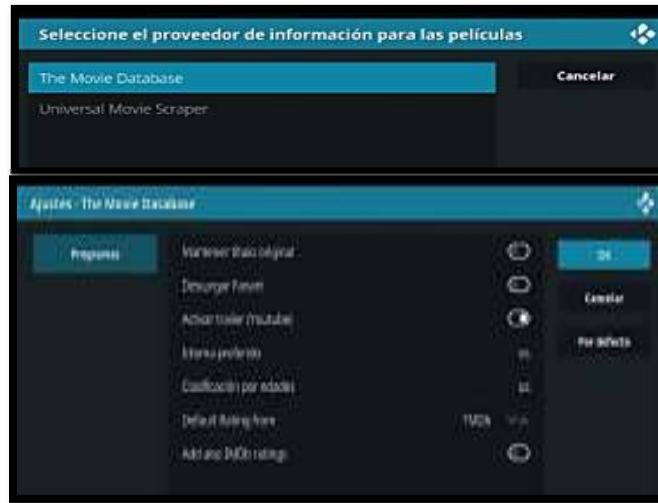 Seleccione el proveedor de información para las películas
The Movie Database
Cancelar
Universal Movie Scraper
Ajustes - The Movie Database
Programas
Mantener título original
OK
Descargar Fanart
Cancelar
Activar trailer (Youtube)
Por defecto
Idioma preferido
Clasificación por edades
Default Rating from
TMDb
Add also IMDb ratings